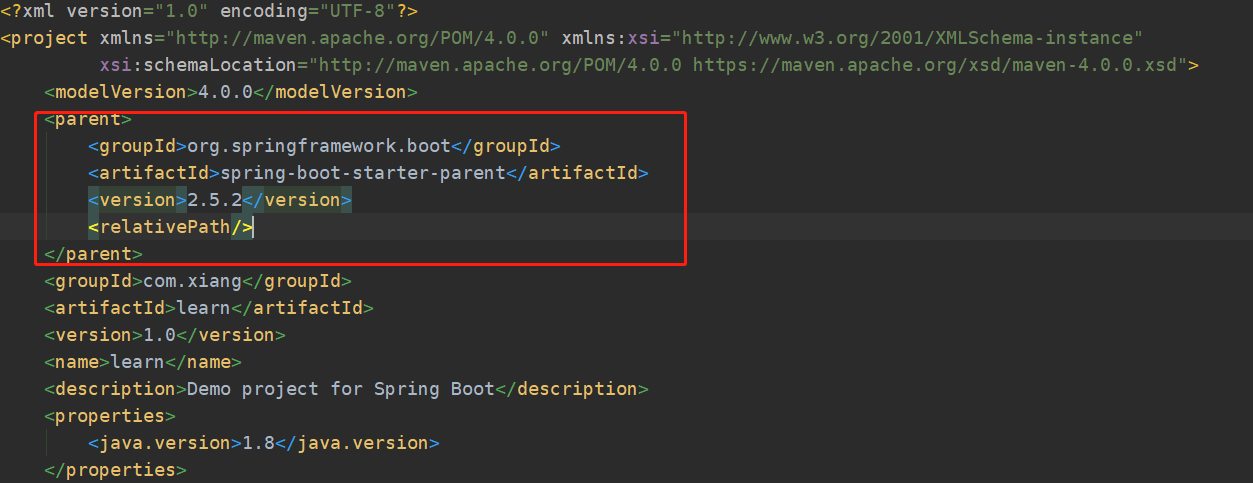 <?xml version="1.0" encoding="UTF-8"?>
<project xmlns="http://maven.apache.org/POM/4.0.0" xmlns:xsi="http://www.w3.org/2001/XMLSchema-instance"
         xsi:schemaLocation="http://maven.apache.org/POM/4.0.0 https://maven.apache.org/xsd/maven-4.0.0.xsd">
    <modelVersion>4.0.0</modelVersion>
    <parent>
        <groupId>org.springframework.boot</groupId>
        <artifactId>spring-boot-starter-parent</artifactId>
        <version>2.5.2</version>
        <relativePath/>
    </parent>
    <groupId>com.xiang</groupId>
    <artifactId>learn</artifactId>
    <version>1.0</version>
    <name>learn</name>
    <description>Demo project for Spring Boot</description>
    <properties>
        <java.version>1.8</java.version>
    </properties>